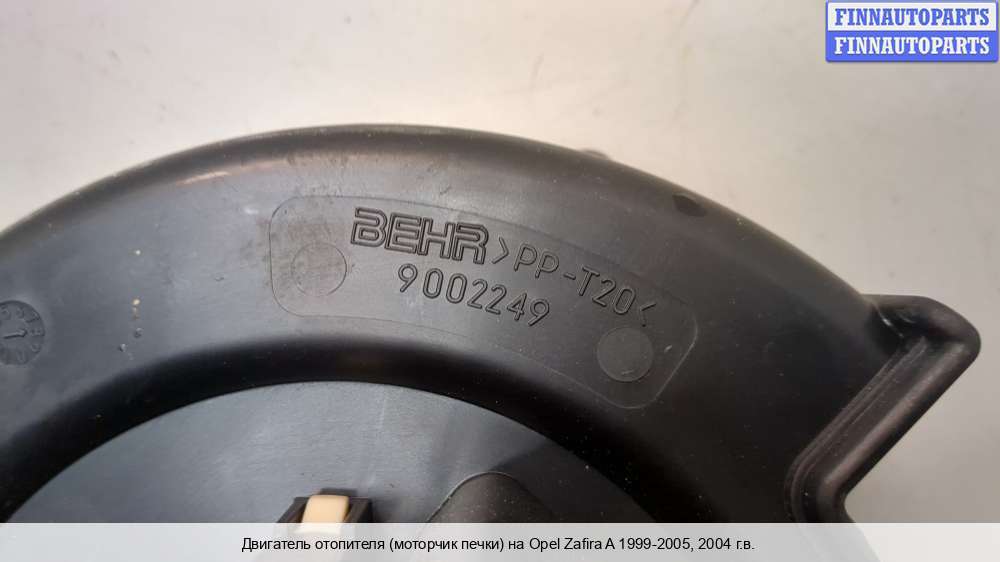 FINNAUTOPARTS
FINNAUTOPARTS
BEHR >PP-T20<
9002249
Двигатель отопителя (моторчик печки) на Opel Zafira A 1999-2005, 2004 г.в.